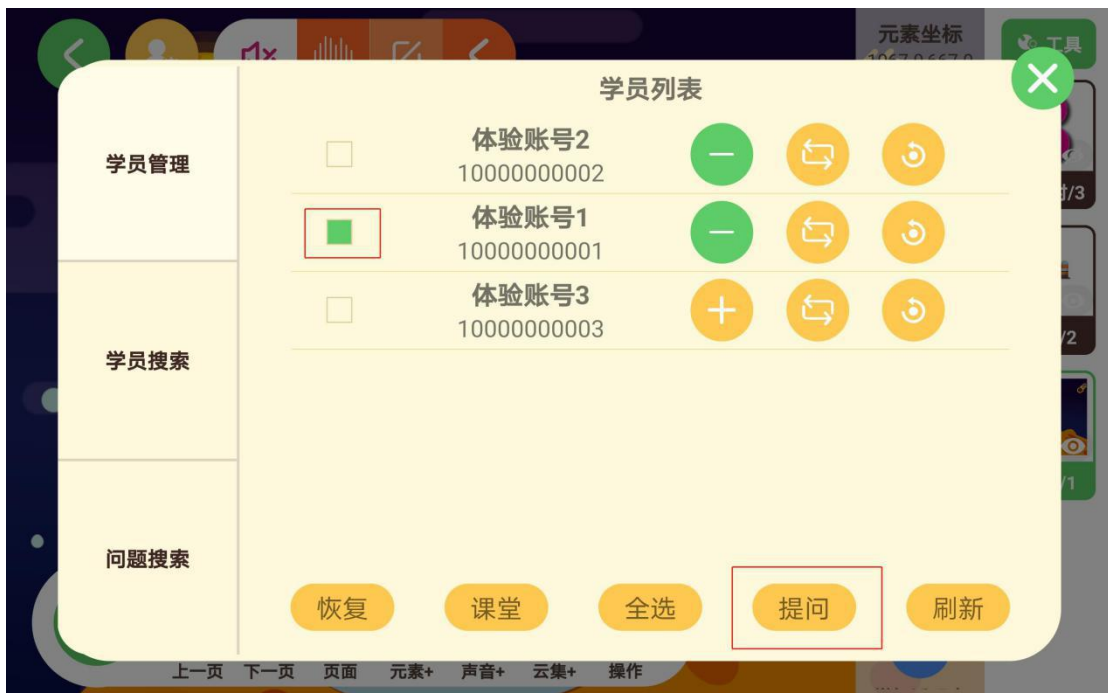 元素坐标
工具
学员列表
学员管理
体验账号2
10000000002
体验账号1
10000000001
体验账号3
10000000003
/3
/2
学员搜索
/1
问题搜索
恢复
课堂
全选
提问
刷新
上一页
下一页
页面
元素+
声音+
云集+
操作